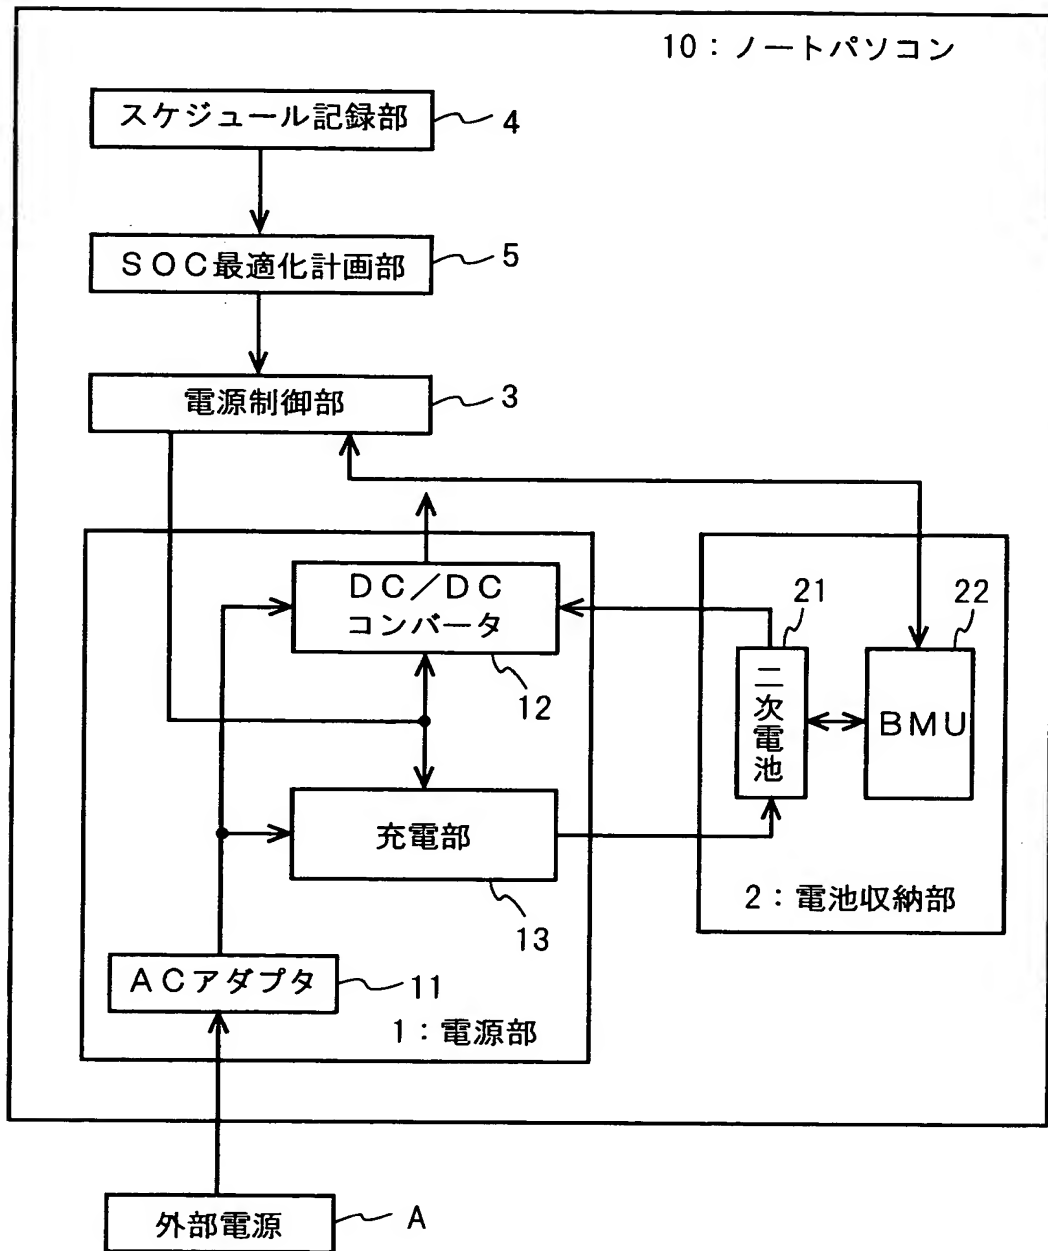 10：ノートパソコン
スケジュール記録部
4
ＳＯＣ最適化計画部
5
電源制御部
3
ＤＣ／ＤＣ
コンバータ
12
21
22
二次電池
ＢＭＵ
充電部
13
2：電池収納部
ＡＣアダプタ
11
1：電源部
外部電源
A